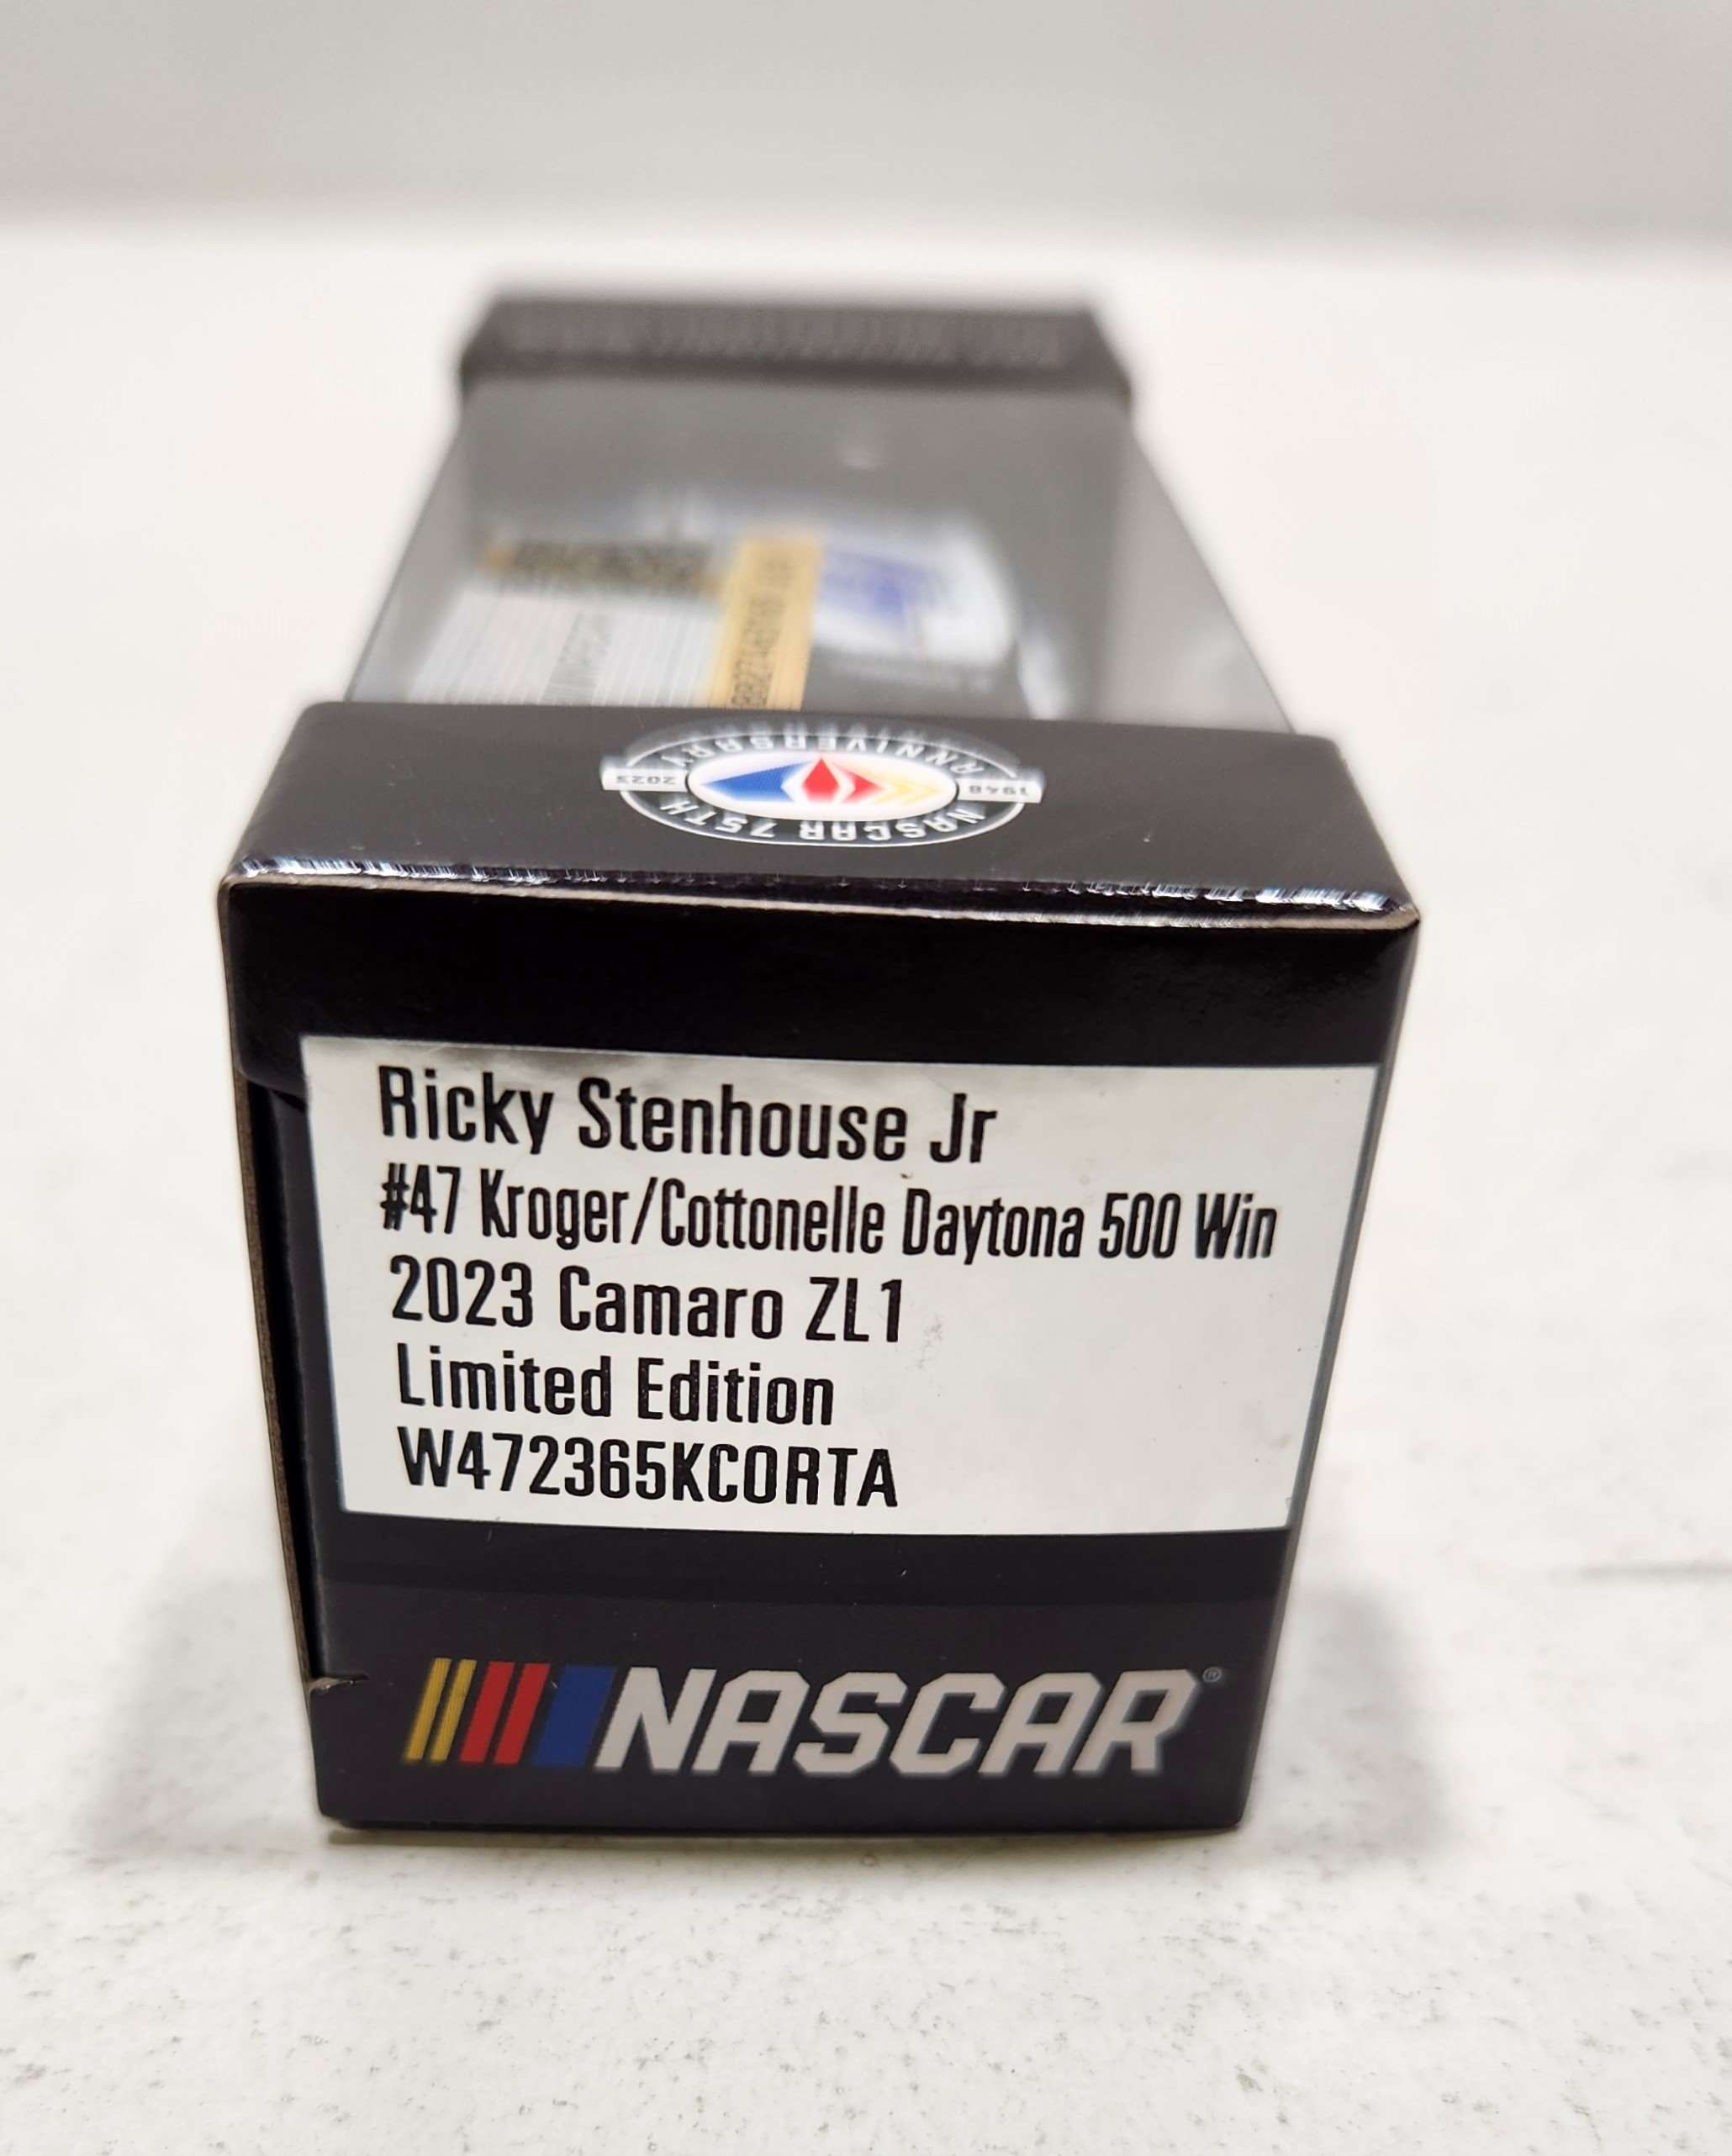 NASCAR 75TH ANNIVERSARY
1948 2023
Ricky Stenhouse Jr
#47 Kroger/Cottonelle Daytona 500 Win
2023 Camaro ZL1
Limited Edition
W472365KCORTA
NASCAR®